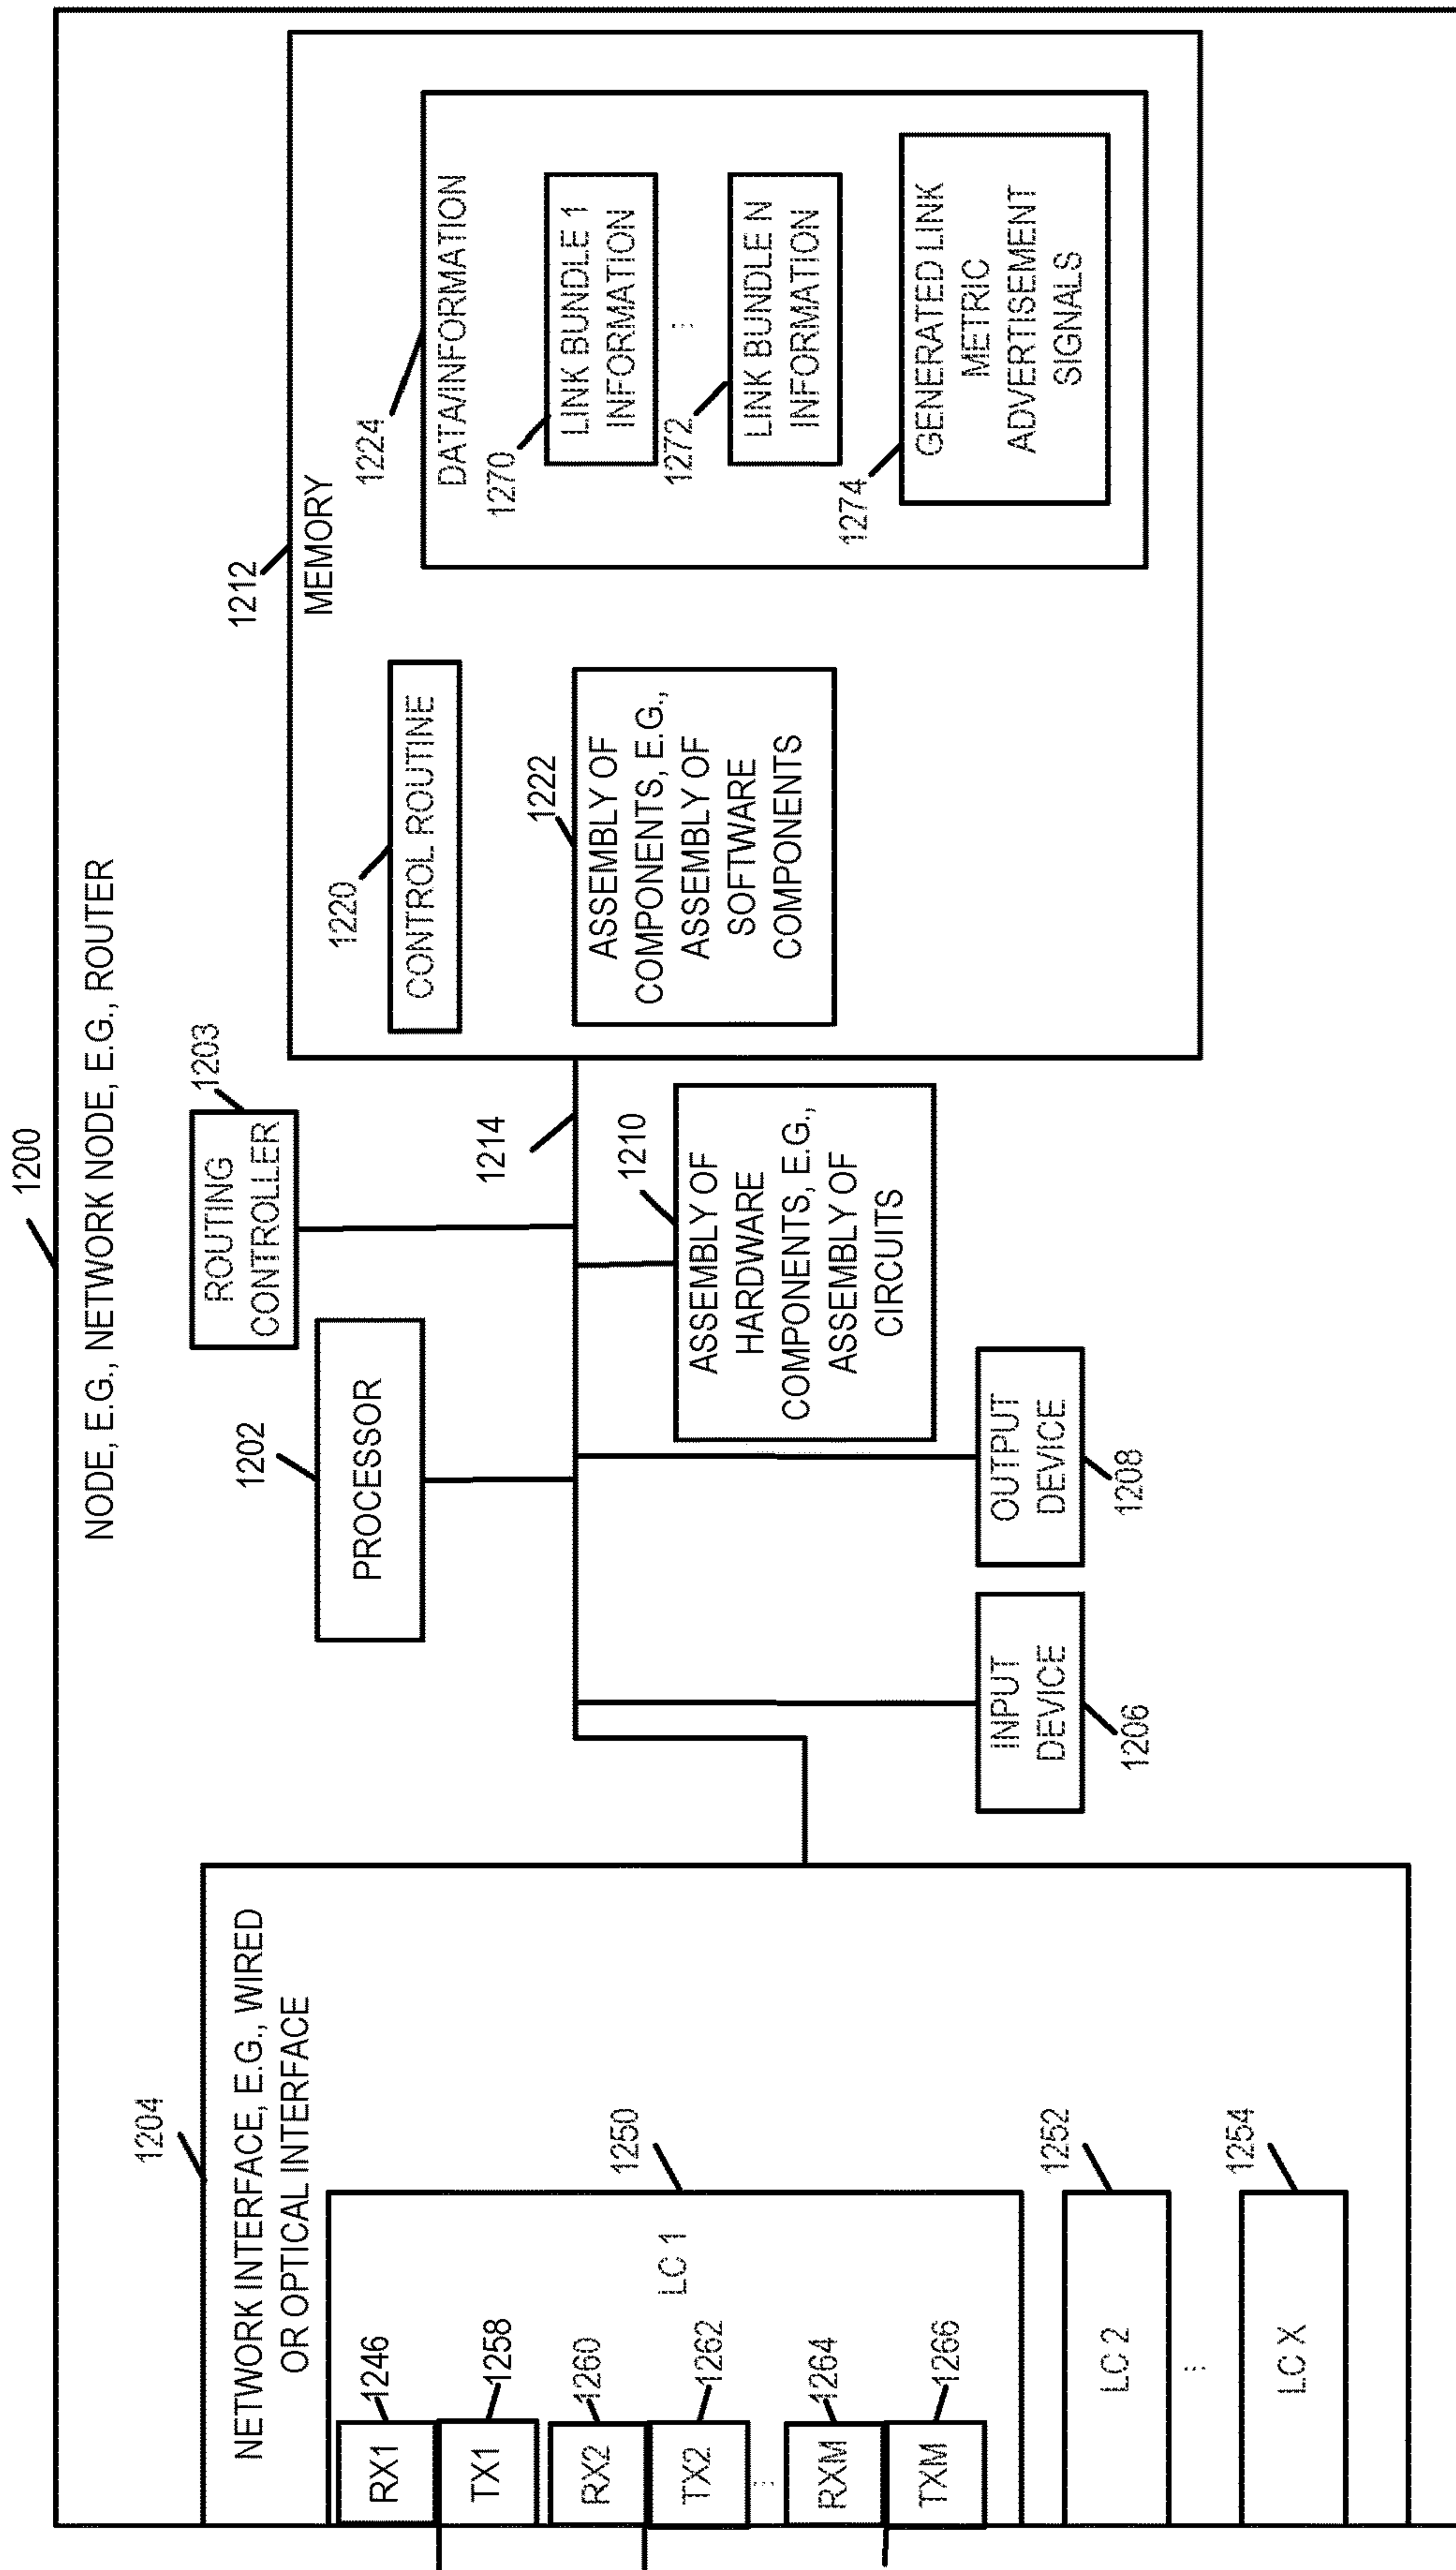 1200
NODE, E.G., NETWORK NODE, E.G., ROUTER
1204
NETWORK INTERFACE, E.G., WIRED
OR OPTICAL INTERFACE
RX1
1246
TX1
1258
RX2
1260
TX2
1262
⋮
RXM
1264
TXM
1266
LC 1
1250
LC 2
1252
⋮
LC X
1254
1202
PROCESSOR
1203
ROUTING
CONTROLLER
1214
1210
ASSEMBLY OF
HARDWARE
COMPONENTS, E.G.,
ASSEMBLY OF
CIRCUITS
INPUT
DEVICE
1206
OUTPUT
DEVICE
1208
1212
MEMORY
1220
CONTROL ROUTINE
1222
ASSEMBLY OF
COMPONENTS, E.G.,
ASSEMBLY OF
SOFTWARE
COMPONENTS
1224
DATA/INFORMATION
1270
LINK BUNDLE 1
INFORMATION
⋮
1272
LINK BUNDLE N
INFORMATION
1274
GENERATED LINK
METRIC
ADVERTISEMENT
SIGNALS